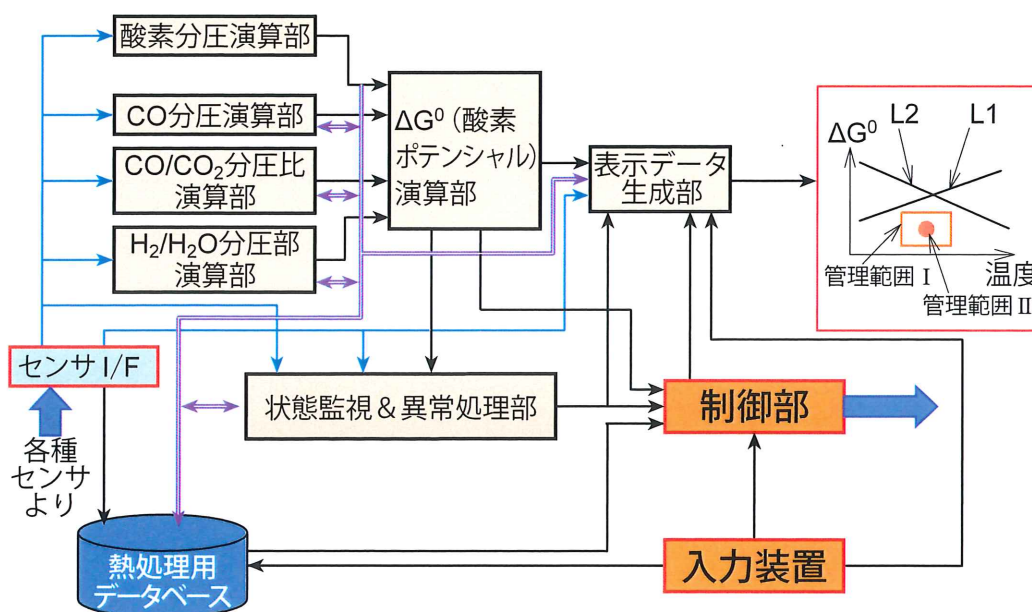 酸素分圧演算部
CO分圧演算部
CO/CO₂分圧比
演算部
H₂/H₂O分圧部
演算部
ΔG⁰（酸素
ポテンシャル）
演算部
表示データ
生成部
L2
L1
ΔG⁰
温度
管理範囲Ⅰ
管理範囲Ⅱ
センサ I/F
各種
センサ
より
状態監視＆異常処理部
制御部
熱処理用
データベース
入力装置